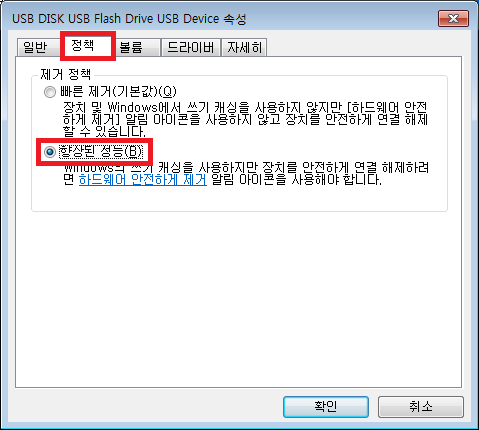 USB DISK USB Flash Drive USB Device 속성
일반 정책 볼륨 드라이버 자세히
제거 정책
빠른 제거(기본값)(Q)
장치 및 Windows에서 쓰기 캐싱을 사용하지 않지만 [하드웨어 안전
하게 제거] 알림 아이콘을 사용하지 않고 장치를 안전하게 연결 해제
할 수 있습니다.
향상된 성능(B)
Windows의 쓰기 캐싱을 사용하지만 장치를 안전하게 연결 해제하려
면 하드웨어 안전하게 제거 알림 아이콘을 사용해야 합니다.
확인 취소